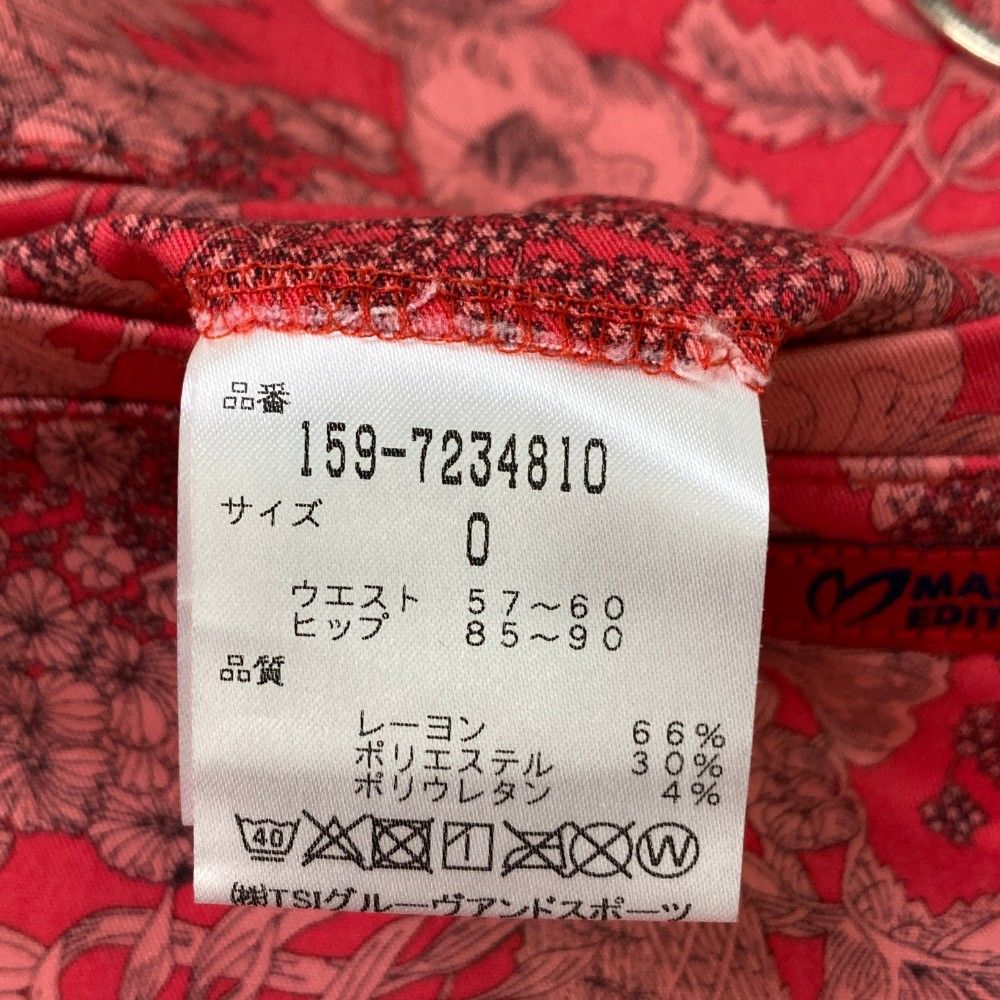 品番
159-7234810
サイズ
0
ウエスト 57~60
ヒップ 85~90
品質
レーヨン 66%
ポリエステル 30%
ポリウレタン 4%
40 W
㈱TSIグルーヴアンドスポーツ
EDIT